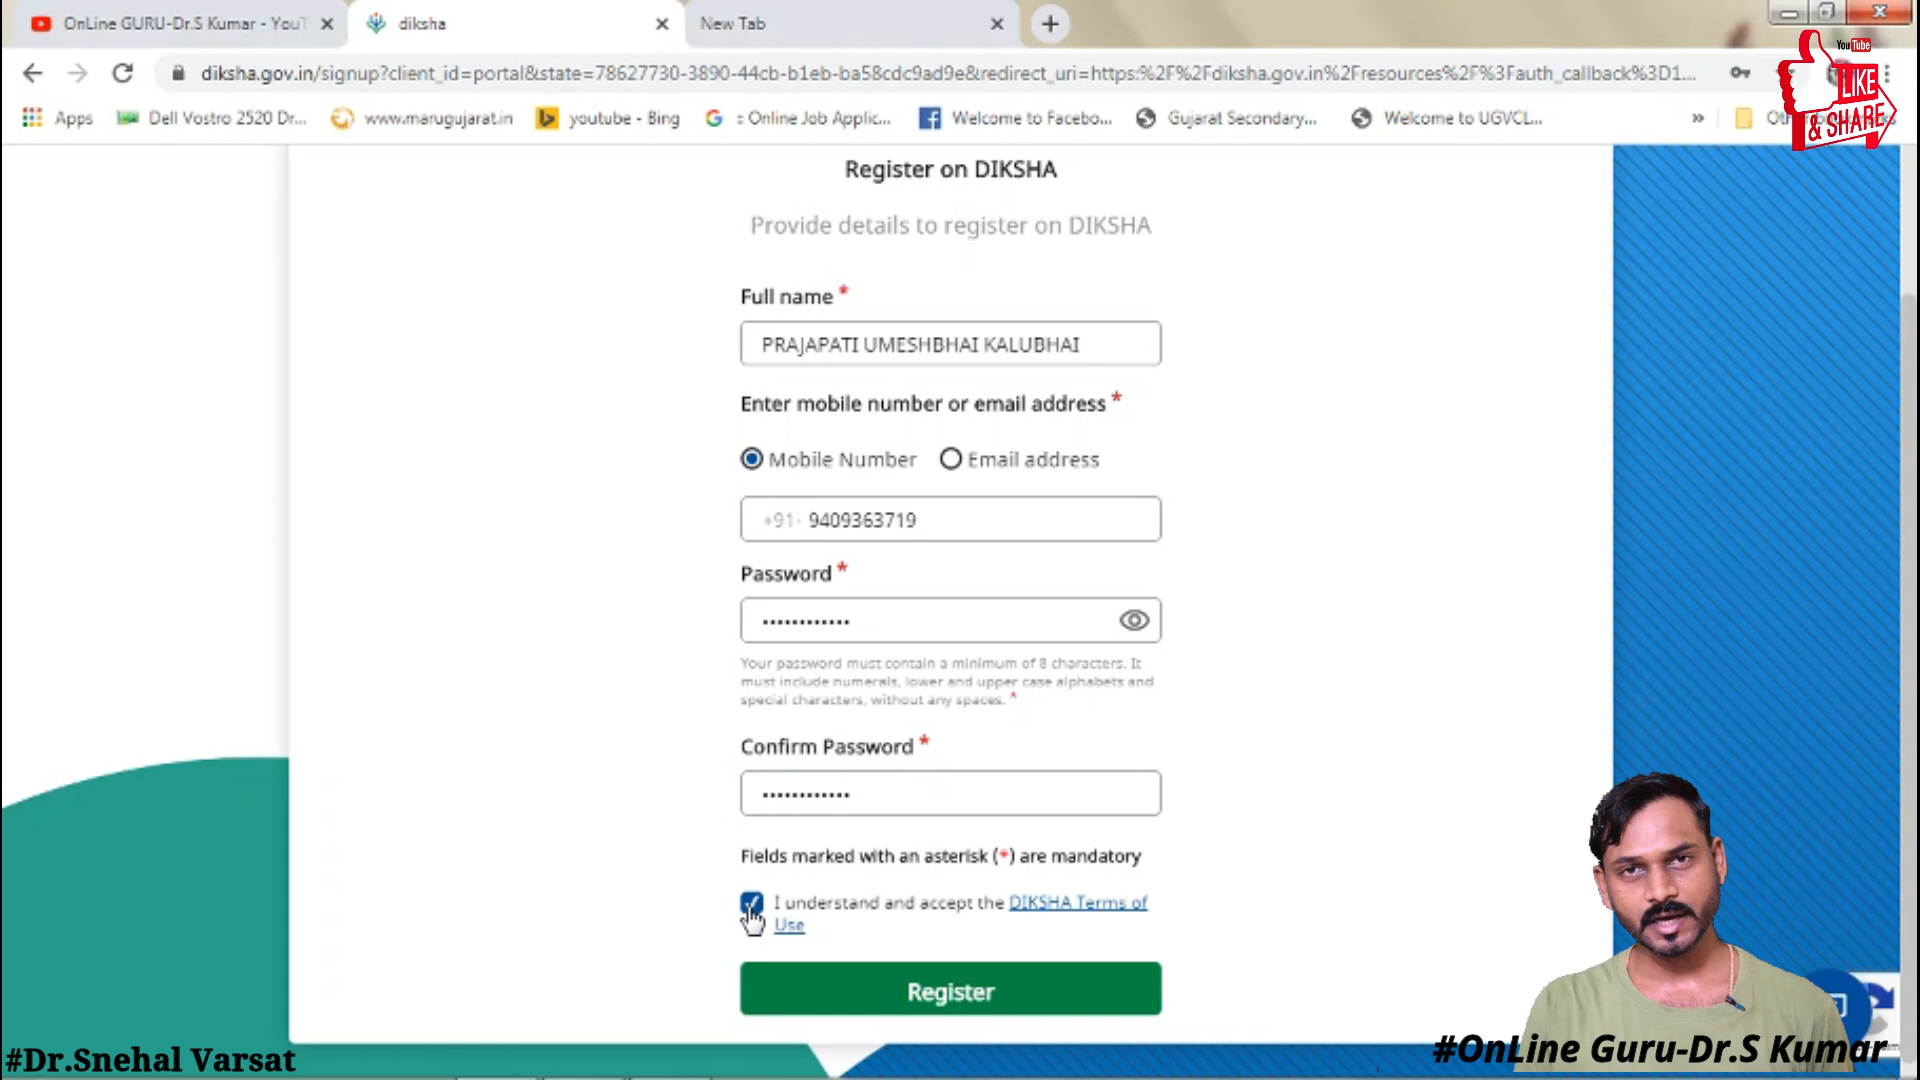 OnLine GURU-Dr.S Kumar - YouT
diksha
New Tab
diksha.gov.in/signup?client_id=portal&state=78627730-3890-44cb-b1eb-ba58cdc9ad9e&redirect_uri=https:%2F%2Fdiksha.gov.in%2Fresources%2F%3Fauth_callback%3D1...
YouTube
LIKE
& SHARE
Apps
Dell Vostro 2520 Dr...
www.marugujarat.in
youtube - Bing
:: Online Job Applic...
Welcome to Facebo...
Gujarat Secondary...
Welcome to UGVCL...
»
Register on DIKSHA
Provide details to register on DIKSHA
Full name *
PRAJAPATI UMESHBHAI KALUBHAI
Enter mobile number or email address *
Mobile Number
Email address
+91- 9409363719
Password *
••••••••••••
Your password must contain a minimum of 8 characters. It
must include numerals, lower and upper case alphabets and
special characters, without any spaces. *
Confirm Password *
••••••••••••
Fields marked with an asterisk (*) are mandatory
I understand and accept the DIKSHA Terms of
Use
Register
#Dr.Snehal Varsat
#OnLine Guru-Dr.S Kumar